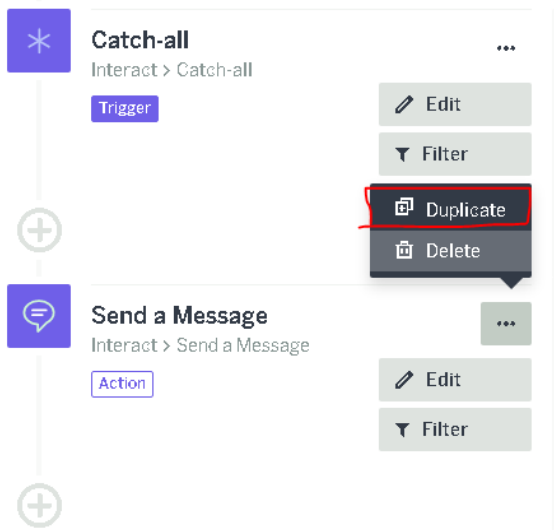 Catch-all
Interact > Catch-all
Trigger
Edit
Filter
Duplicate
Delete
Send a Message
Interact > Send a Message
Action
Edit
Filter